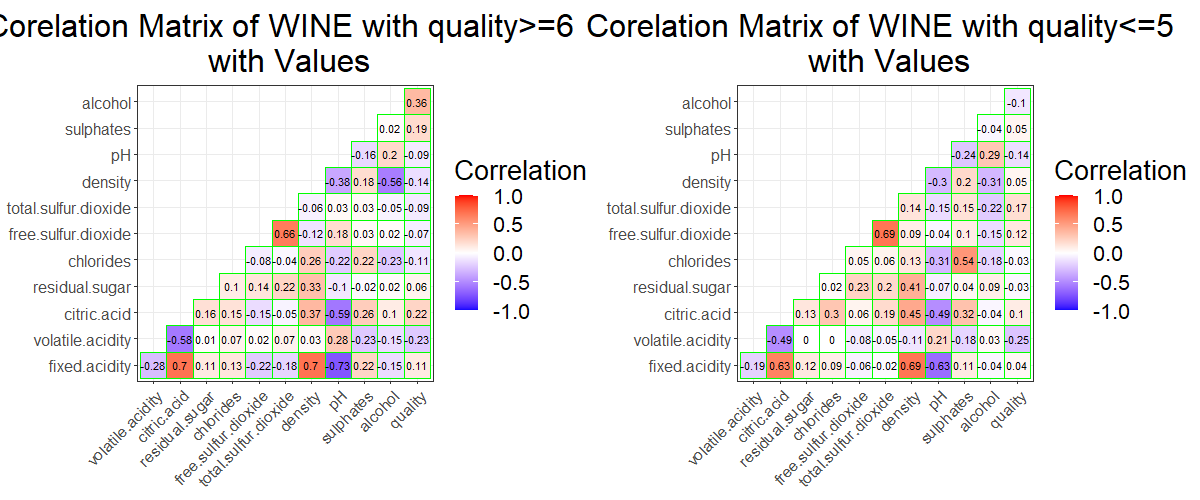 Corelation Matrix of WINE with quality>=6
with Values
alcohol 0.36
sulphates 0.02 0.19
pH -0.16 0.2 -0.09
density -0.38 0.18 -0.56 -0.14
total.sulfur.dioxide -0.06 0.03 0.03 -0.05 -0.09
free.sulfur.dioxide 0.66 -0.12 0.18 0.03 0.02 -0.07
chlorides -0.08 -0.04 0.26 -0.22 0.22 -0.23 -0.11
residual.sugar 0.1 0.14 0.22 0.33 -0.1 -0.02 0.02 0.06
citric.acid 0.16 0.15 -0.15 -0.05 0.37 -0.59 0.26 0.1 0.22
volatile.acidity -0.58 0.01 0.07 0.02 0.07 0.03 0.28 -0.23 -0.15 -0.23
fixed.acidity -0.28 0.7 0.11 0.13 -0.22 -0.18 0.7 -0.73 0.22 -0.15 0.11
volatile.acidity
citric.acid
residual.sugar
chlorides
free.sulfur.dioxide
total.sulfur.dioxide
density
pH
sulphates
alcohol
quality
Correlation
1.0
0.5
0.0
-0.5
-1.0
Corelation Matrix of WINE with quality<=5
with Values
alcohol -0.1
sulphates -0.04 0.05
pH -0.24 0.29 -0.14
density -0.3 0.2 -0.31 0.05
total.sulfur.dioxide 0.14 -0.15 0.15 -0.22 0.17
free.sulfur.dioxide 0.69 0.09 -0.04 0.1 -0.15 0.12
chlorides 0.05 0.06 0.13 -0.31 0.54 -0.18 -0.03
residual.sugar 0.02 0.23 0.2 0.41 -0.07 0.04 0.09 -0.03
citric.acid 0.13 0.3 0.06 0.19 0.45 -0.49 0.32 -0.04 0.1
volatile.acidity -0.49 0 0 -0.08 -0.05 -0.11 0.21 -0.18 0.03 -0.25
fixed.acidity -0.19 0.63 0.12 0.09 -0.06 -0.02 0.69 -0.63 0.11 -0.04 0.04
volatile.acidity
citric.acid
residual.sugar
chlorides
free.sulfur.dioxide
total.sulfur.dioxide
density
pH
sulphates
alcohol
quality
Correlation
1.0
0.5
0.0
-0.5
-1.0